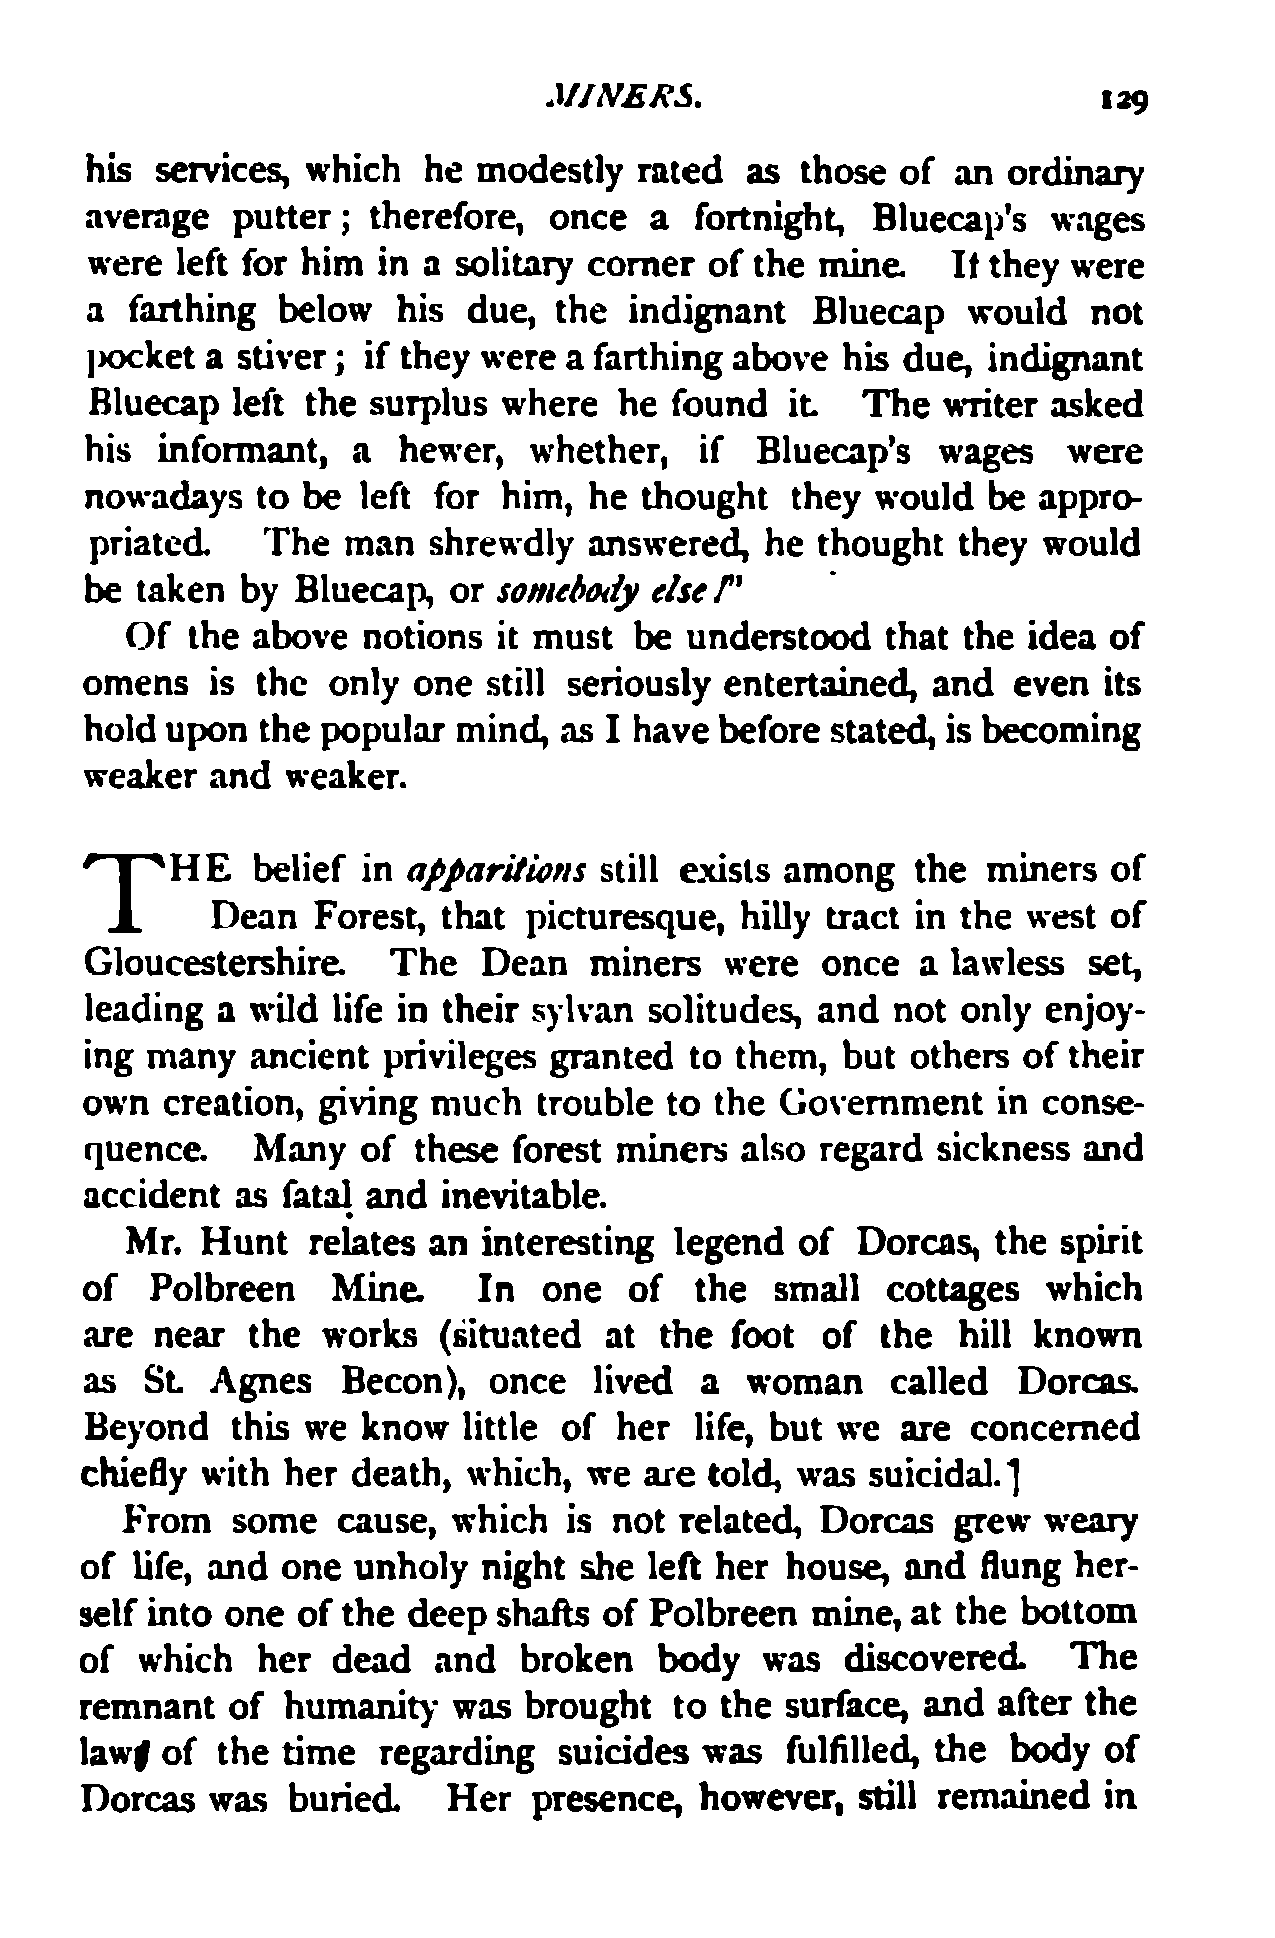 MINERS. 129
his services, which he modestly rated as those of an ordinary
average putter; therefore, once a fortnight, Bluecap's wages
were left for him in a solitary corner of the mine. If they were
a farthing below his due, the indignant Bluecap would not
pocket a stiver; if they were a farthing above his due, indignant
Bluecap left the surplus where he found it. The writer asked
his informant, a hewer, whether, if Bluecap's wages were
nowadays to be left for him, he thought they would be appro-
priated. The man shrewdly answered, he thought they would
be taken by Bluecap, or somebody else!"
Of the above notions it must be understood that the idea of
omens is the only one still seriously entertained, and even its
hold upon the popular mind, as I have before stated, is becoming
weaker and weaker.
THE belief in apparitions still exists among the miners of
Dean Forest, that picturesque, hilly tract in the west of
Gloucestershire. The Dean miners were once a lawless set,
leading a wild life in their sylvan solitudes, and not only enjoy-
ing many ancient privileges granted to them, but others of their
own creation, giving much trouble to the Government in conse-
quence. Many of these forest miners also regard sickness and
accident as fatal and inevitable.
Mr. Hunt relates an interesting legend of Dorcas, the spirit
of Polbreen Mine. In one of the small cottages which
are near the works (situated at the foot of the hill known
as St. Agnes Becon), once lived a woman called Dorcas.
Beyond this we know little of her life, but we are concerned
chiefly with her death, which, we are told, was suicidal.]
From some cause, which is not related, Dorcas grew weary
of life, and one unholy night she left her house, and flung her-
self into one of the deep shafts of Polbreen mine, at the bottom
of which her dead and broken body was discovered. The
remnant of humanity was brought to the surface, and after the
law of the time regarding suicides was fulfilled, the body of
Dorcas was buried. Her presence, however, still remained in